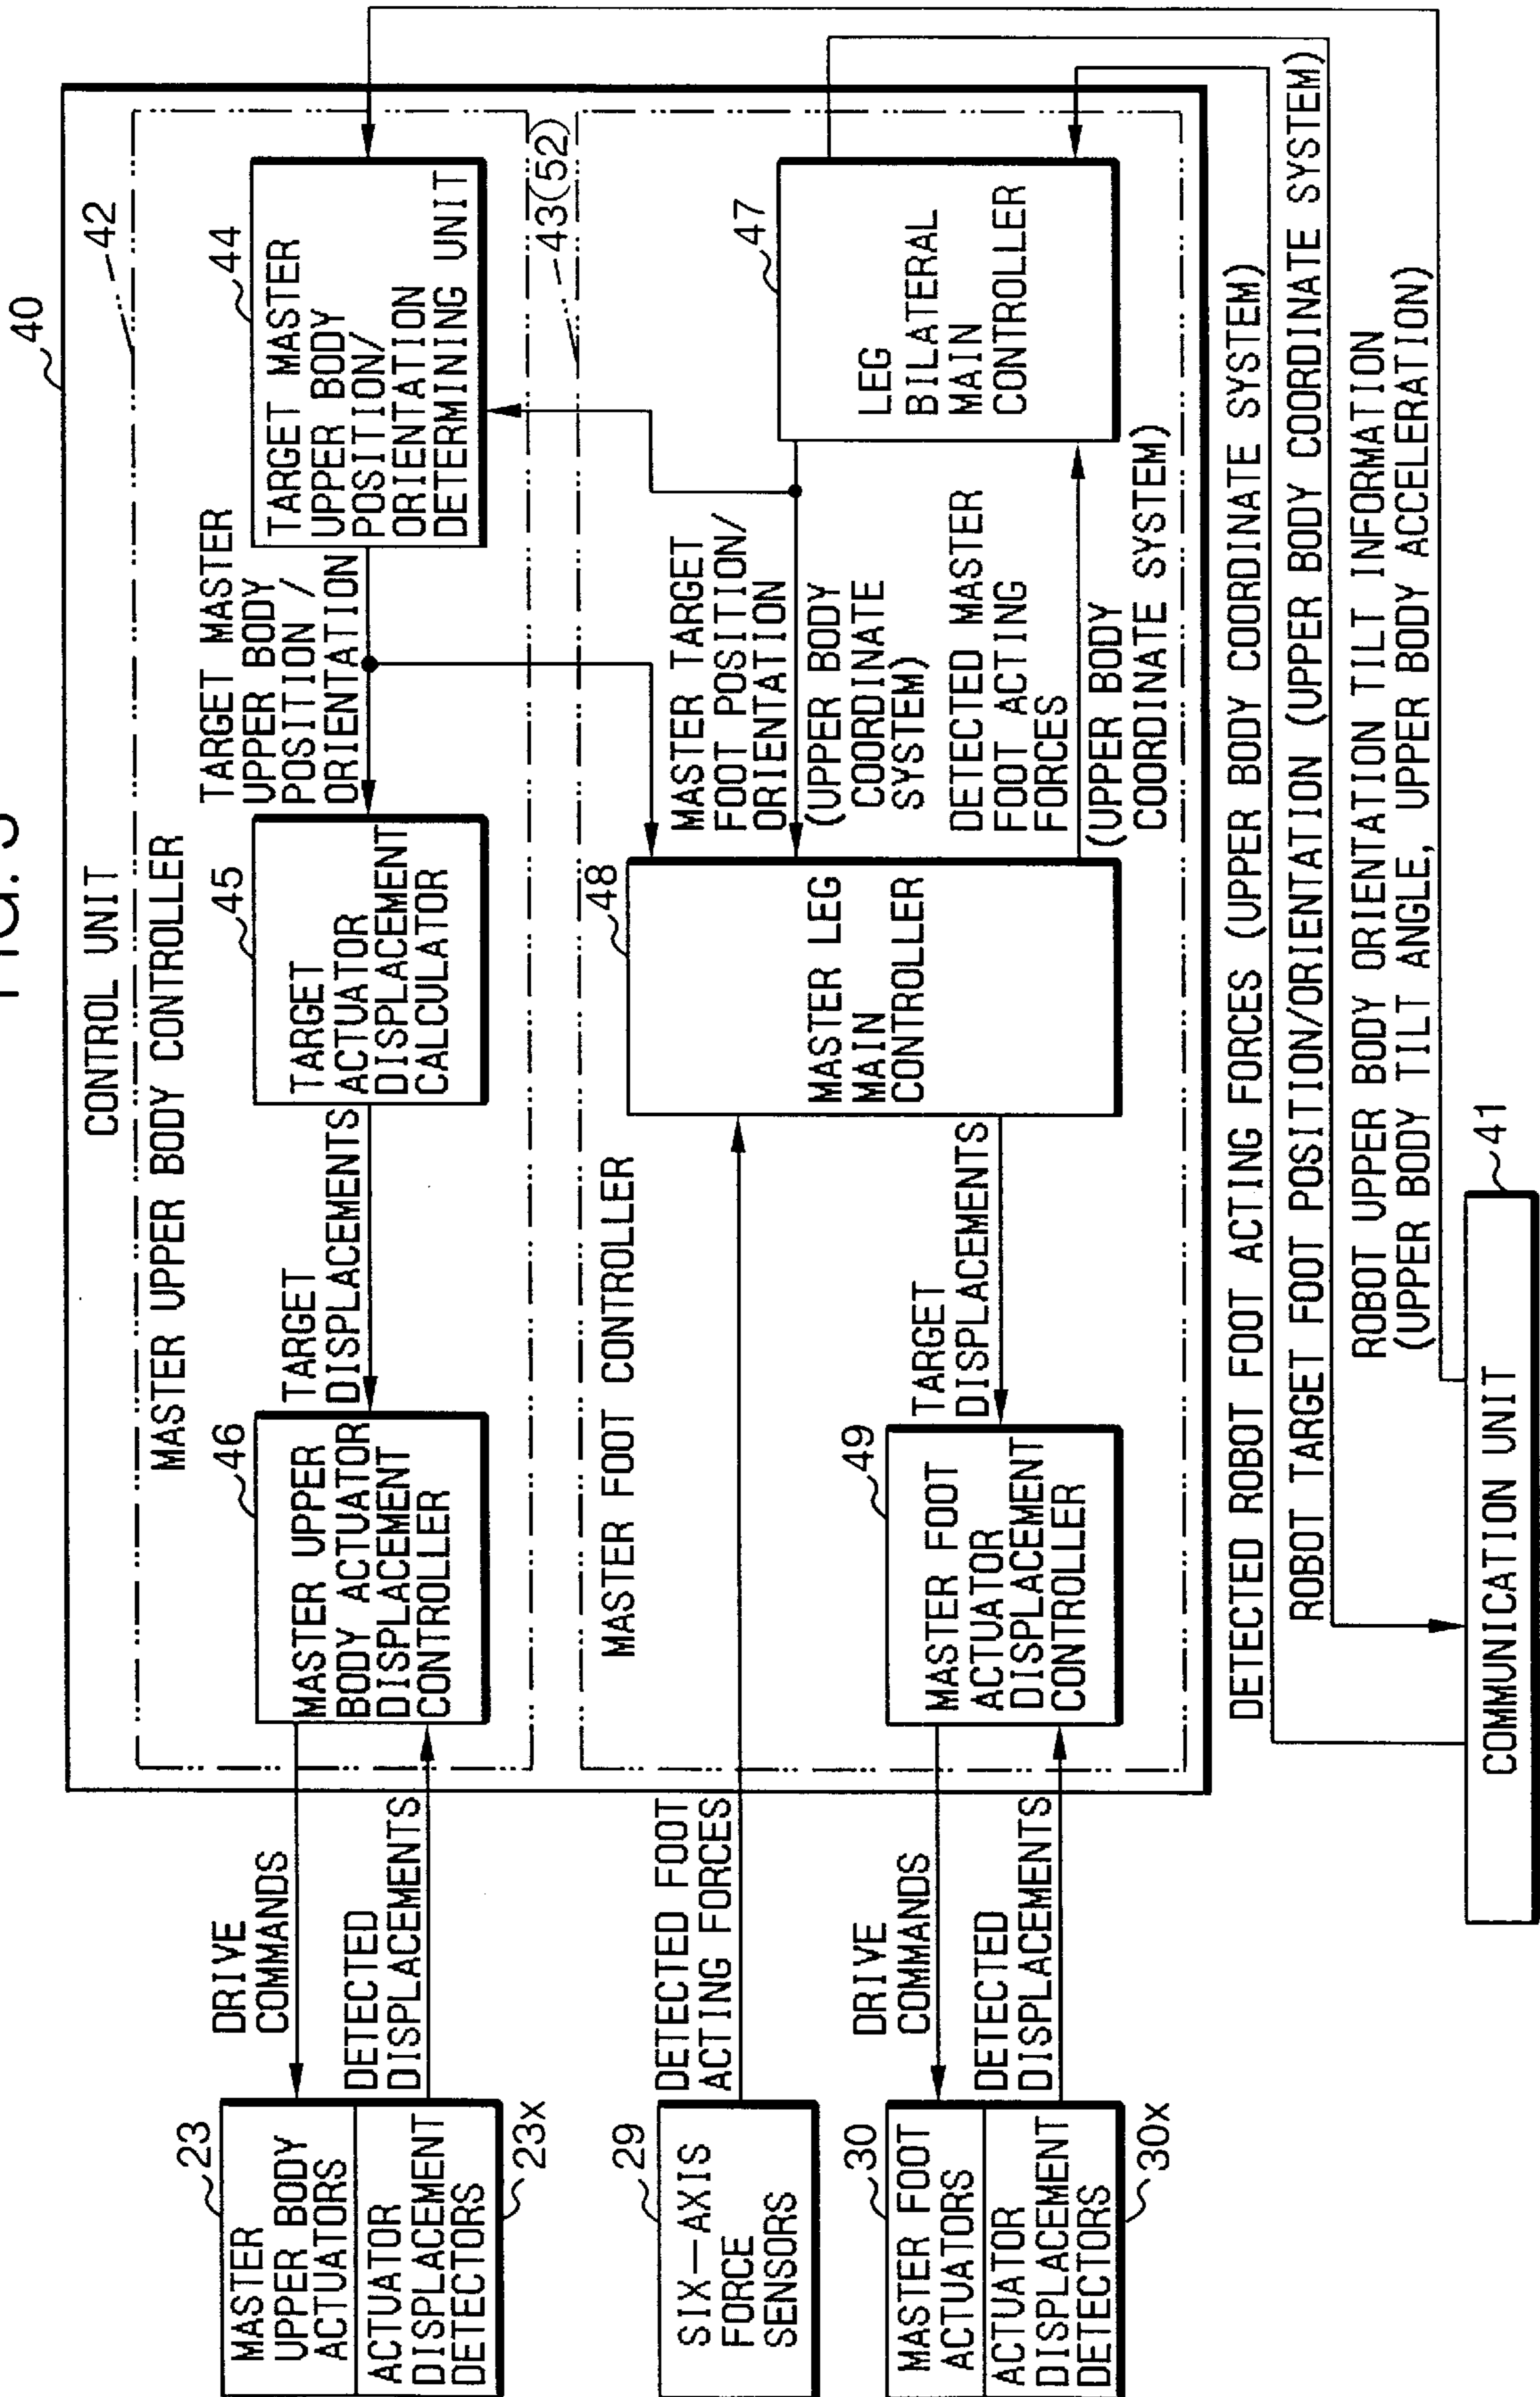 FIG. 5
40
CONTROL UNIT
42
MASTER UPPER BODY CONTROLLER
23
MASTER
UPPER BODY
ACTUATORS
ACTUATOR
DISPLACEMENT
DETECTORS
23x
DRIVE
COMMANDS
DETECTED
DISPLACEMENTS
46
MASTER UPPER
BODY ACTUATOR
DISPLACEMENT
CONTROLLER
TARGET
DISPLACEMENTS
45
TARGET
ACTUATOR
DISPLACEMENT
CALCULATOR
TARGET MASTER
UPPER BODY
POSITION/
ORIENTATION
44
TARGET MASTER
UPPER BODY
POSITION/
ORIENTATION
DETERMINING UNIT
43(52)
MASTER FOOT CONTROLLER
29
SIX-AXIS
FORCE
SENSORS
DETECTED FOOT
ACTING FORCES
48
MASTER LEG
MAIN
CONTROLLER
MASTER TARGET
FOOT POSITION/
ORIENTATION
(UPPER BODY
COORDINATE
SYSTEM)
47
LEG
BILATERAL
MAIN
CONTROLLER
DETECTED MASTER
FOOT ACTING
FORCES
(UPPER BODY
COORDINATE SYSTEM)
30
MASTER FOOT
ACTUATORS
ACTUATOR
DISPLACEMENT
DETECTORS
30x
DRIVE
COMMANDS
DETECTED
DISPLACEMENTS
49
MASTER FOOT
ACTUATOR
DISPLACEMENT
CONTROLLER
TARGET
DISPLACEMENTS
DETECTED ROBOT FOOT ACTING FORCES (UPPER BODY COORDINATE SYSTEM)
ROBOT TARGET FOOT POSITION/ORIENTATION (UPPER BODY COORDINATE SYSTEM)
ROBOT UPPER BODY ORIENTATION TILT INFORMATION
(UPPER BODY TILT ANGLE, UPPER BODY ACCELERATION)
41
COMMUNICATION UNIT